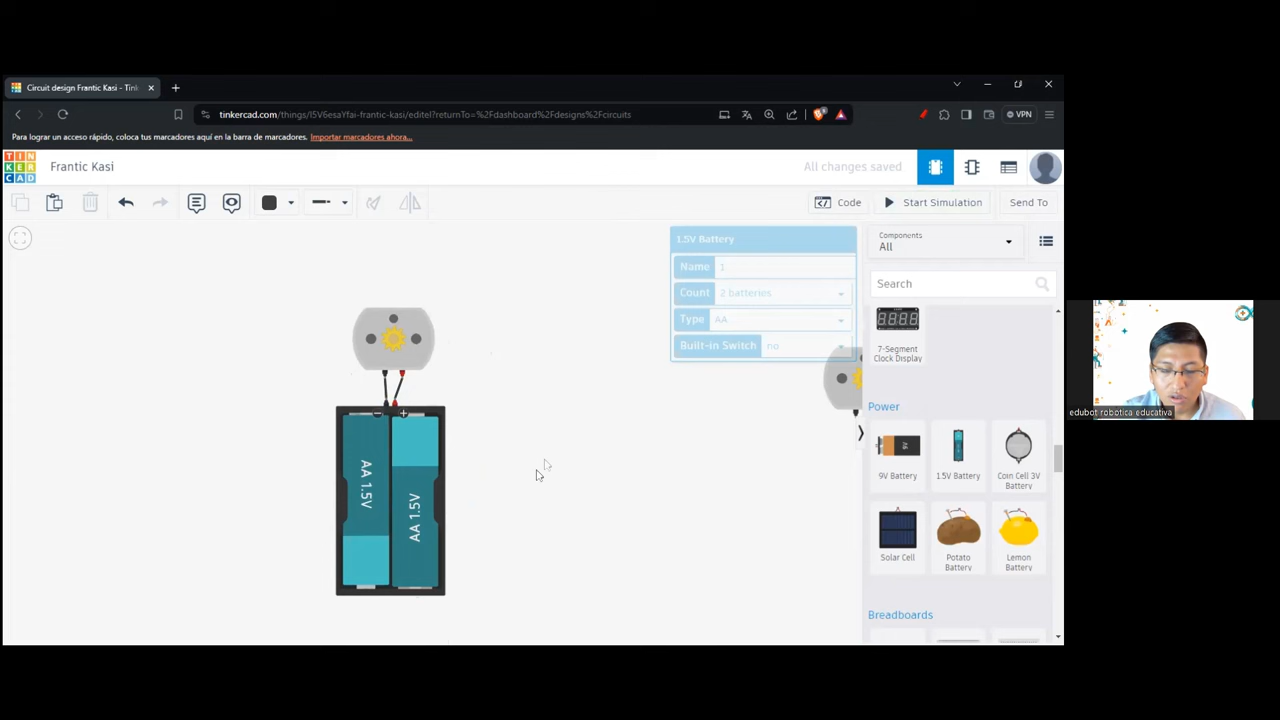 Circuit design Frantic Kasi - Tink
tinkercad.com/things/I5V6esaYfai-frantic-kasi/editel?returnTo=%2Fdashboard%2Fdesigns%2Fcircuits
VPN
Para lograr un acceso rápido, coloca tus marcadores aquí en la barra de marcadores. Importar marcadores ahora...
TINKERCAD
Frantic Kasi
All changes saved
Code
Start Simulation
Send To
1.5V Battery
Name 1
Count 2 batteries
Type AA
Built-in Switch no
Components
All
Search
7-Segment
Clock Display
Power
9V Battery
1.5V Battery
Coin Cell 3V
Battery
Solar Cell
Potato
Battery
Lemon
Battery
Breadboards
AA 1.5V
AA 1.5V
edubot robotica educativa